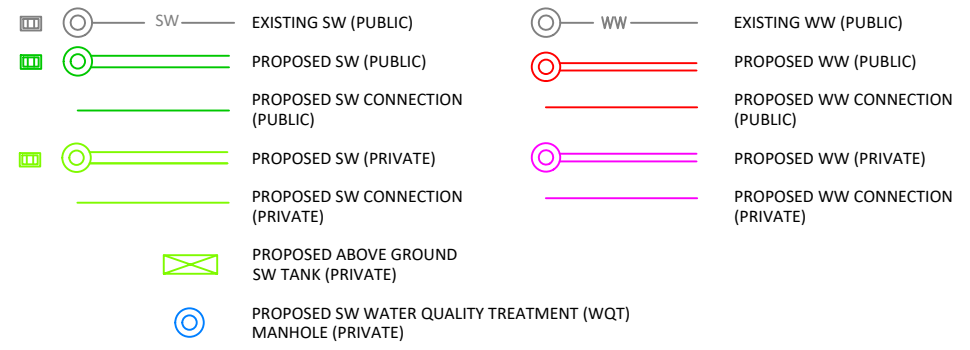 SW
EXISTING SW (PUBLIC)
PROPOSED SW (PUBLIC)
PROPOSED SW CONNECTION
(PUBLIC)
PROPOSED SW (PRIVATE)
PROPOSED SW CONNECTION
(PRIVATE)
PROPOSED ABOVE GROUND
SW TANK (PRIVATE)
PROPOSED SW WATER QUALITY TREATMENT (WQT)
MANHOLE (PRIVATE)
WW
EXISTING WW (PUBLIC)
PROPOSED WW (PUBLIC)
PROPOSED WW CONNECTION
(PUBLIC)
PROPOSED WW (PRIVATE)
PROPOSED WW CONNECTION
(PRIVATE)